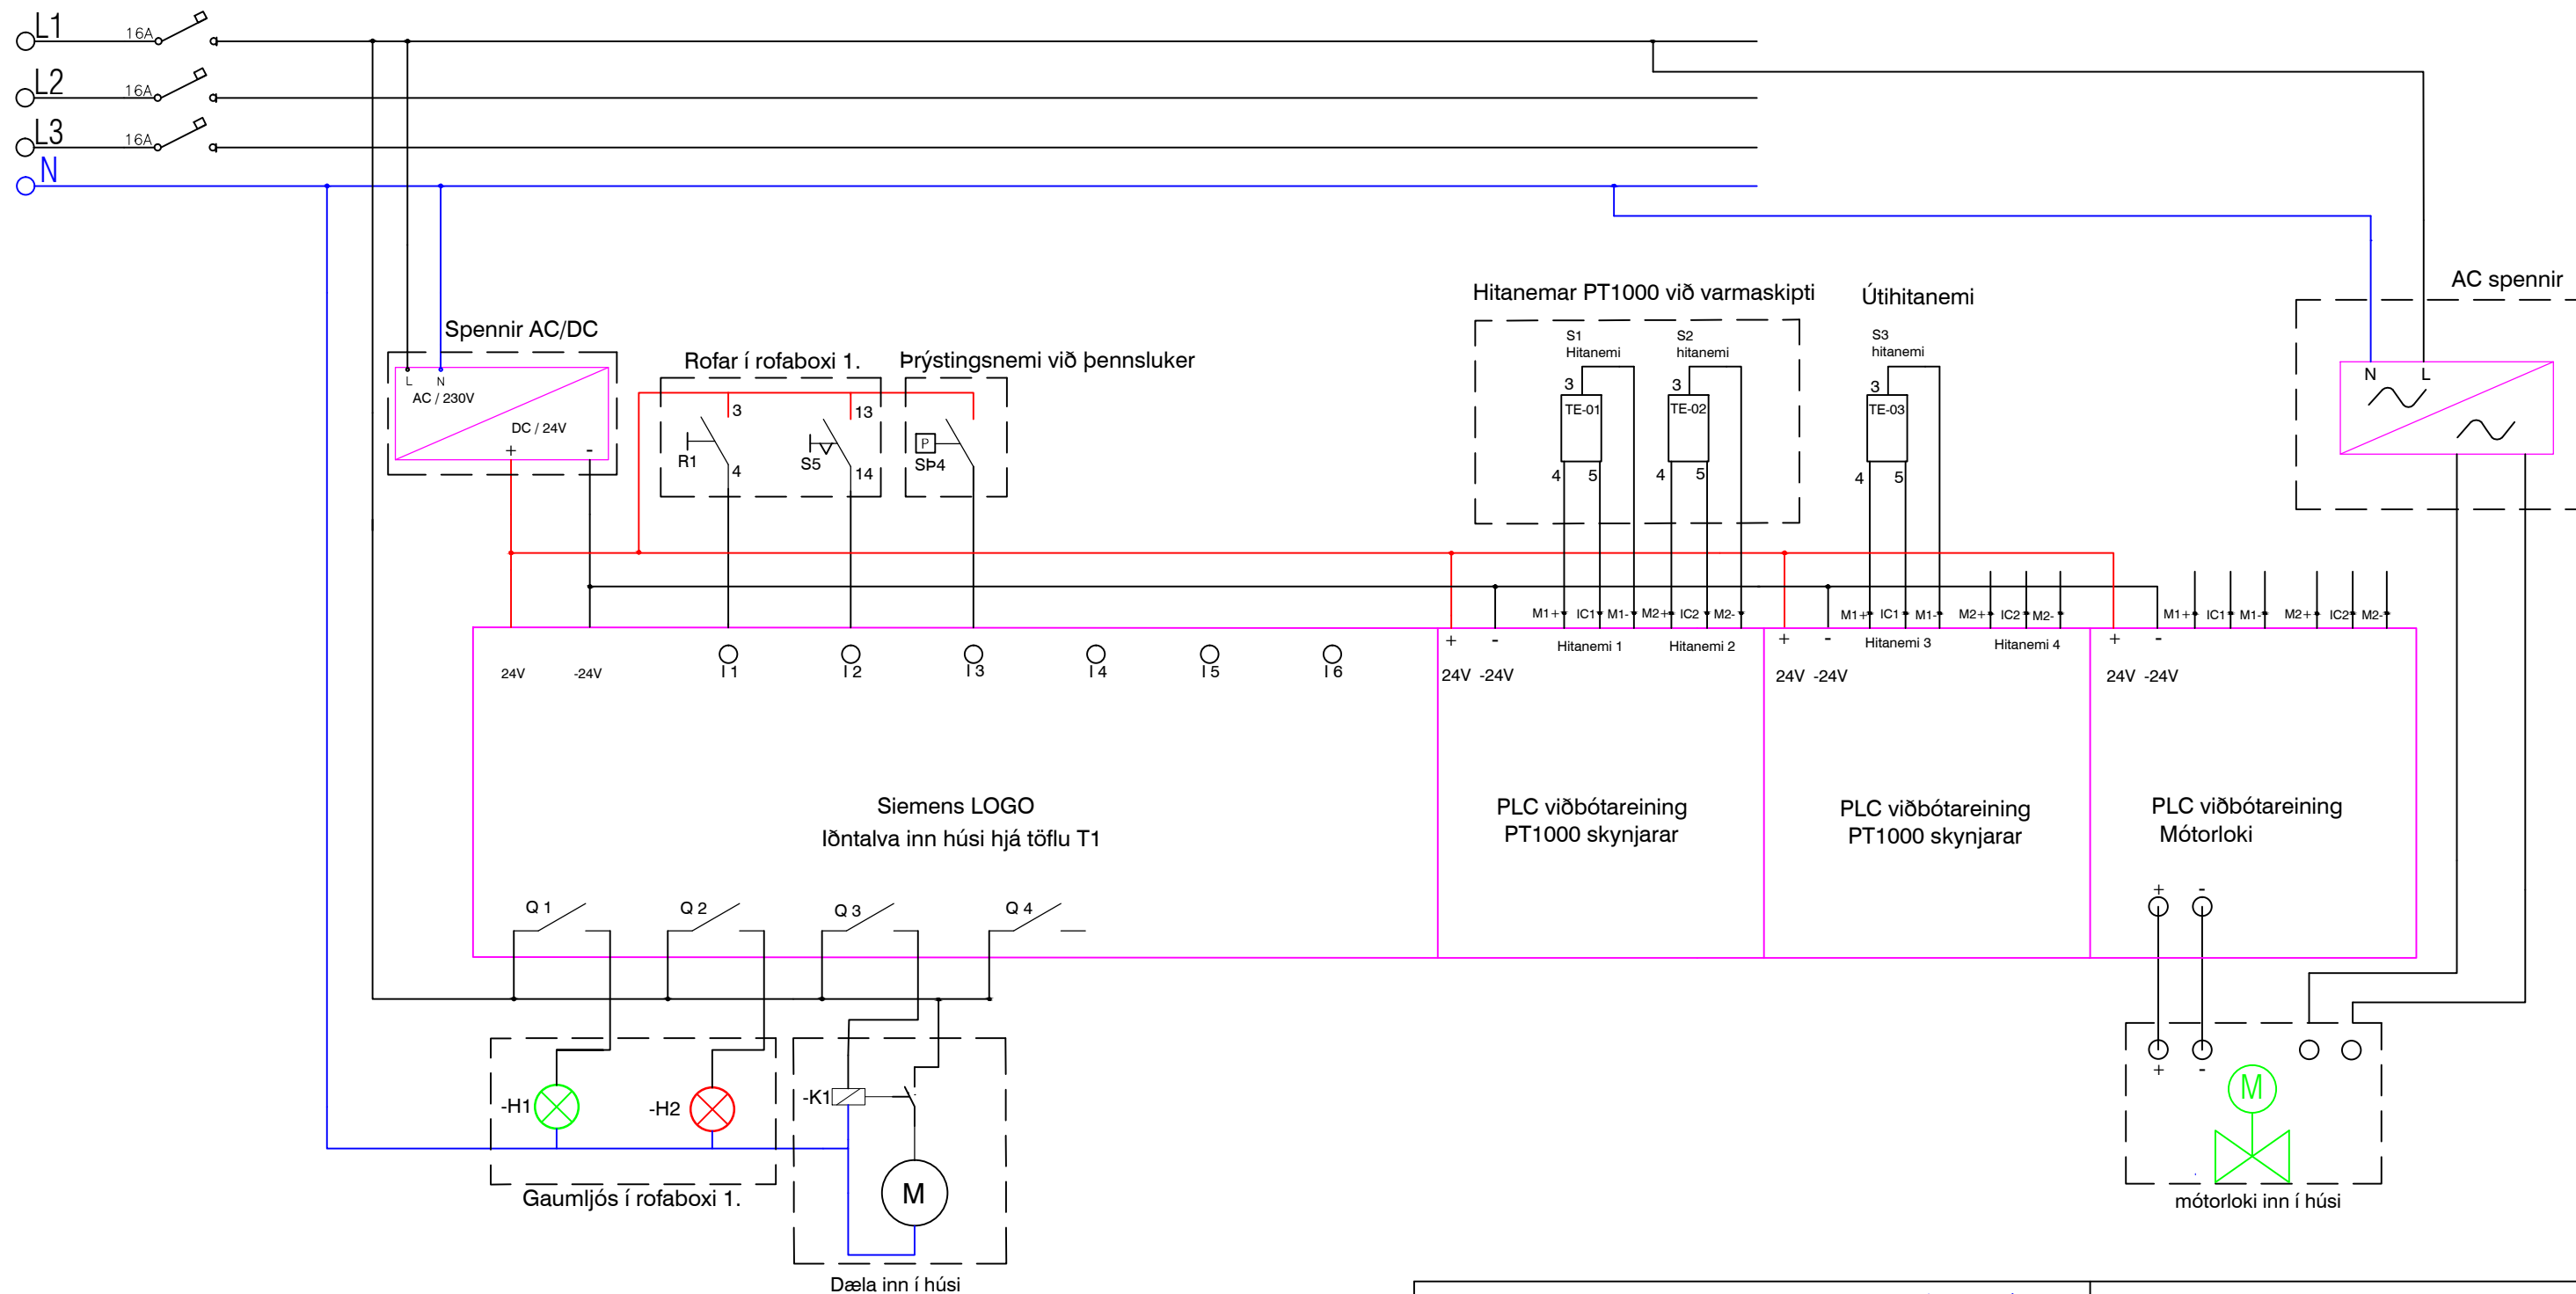 L1
16A
L2
16A
L3
16A
N
AC spennir
Hitanemar PT1000 við varmaskipti
Útihitanemi
Spennir AC/DC
Rofar í rofaboxi 1.
Þrýstingsnemi við þennsluker
S1
Hitanemi
S2
hitanemi
S3
hitanemi
L N
AC / 230V
DC / 24V
+ -
3
R1
4
13
S5
14
P
SÞ4
3
TE-01
4 5
3
TE-02
4 5
3
TE-03
4 5
N L
M1+ IC1 M1- M2+ IC2 M2-
M1+ IC1 M1- M2+ IC2 M2-
M1+ IC1 M1- M2+ IC2 M2-
24V -24V
I 1 I 2 I 3 I 4 I 5 I 6
+ - Hitanemi 1 Hitanemi 2
24V -24V
+ - Hitanemi 3 Hitanemi 4
24V -24V
+ -
24V -24V
Siemens LOGO
Iðntalva inn húsi hjá töflu T1
PLC viðbótareining
PT1000 skynjarar
PLC viðbótareining
PT1000 skynjarar
PLC viðbótareining
Mótorloki
Q 1 Q 2 Q 3 Q 4
+ -
-H1
-H2
-K1
M
+ -
M
Gaumljós í rofaboxi 1.
mótorloki inn í húsi
Dæla inn í húsi